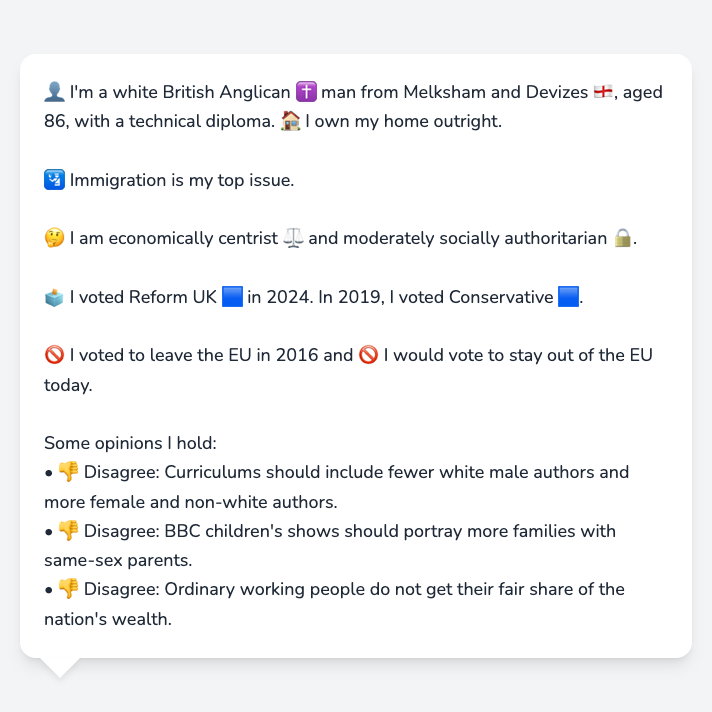 👤 I'm a white British Anglican ✝️ man from Melksham and Devizes 🏴󠁧󠁢󠁥󠁮󠁧󠁿, aged
86, with a technical diploma. 🏠 I own my home outright.
🛂 Immigration is my top issue.
🤔 I am economically centrist ⚖️ and moderately socially authoritarian 🔒.
🗳️ I voted Reform UK 🟦 in 2024. In 2019, I voted Conservative 🟦.
🚫 I voted to leave the EU in 2016 and 🚫 I would vote to stay out of the EU
today.
Some opinions I hold:
• 👎 Disagree: Curriculums should include fewer white male authors and
more female and non-white authors.
• 👎 Disagree: BBC children's shows should portray more families with
same-sex parents.
• 👎 Disagree: Ordinary working people do not get their fair share of the
nation's wealth.